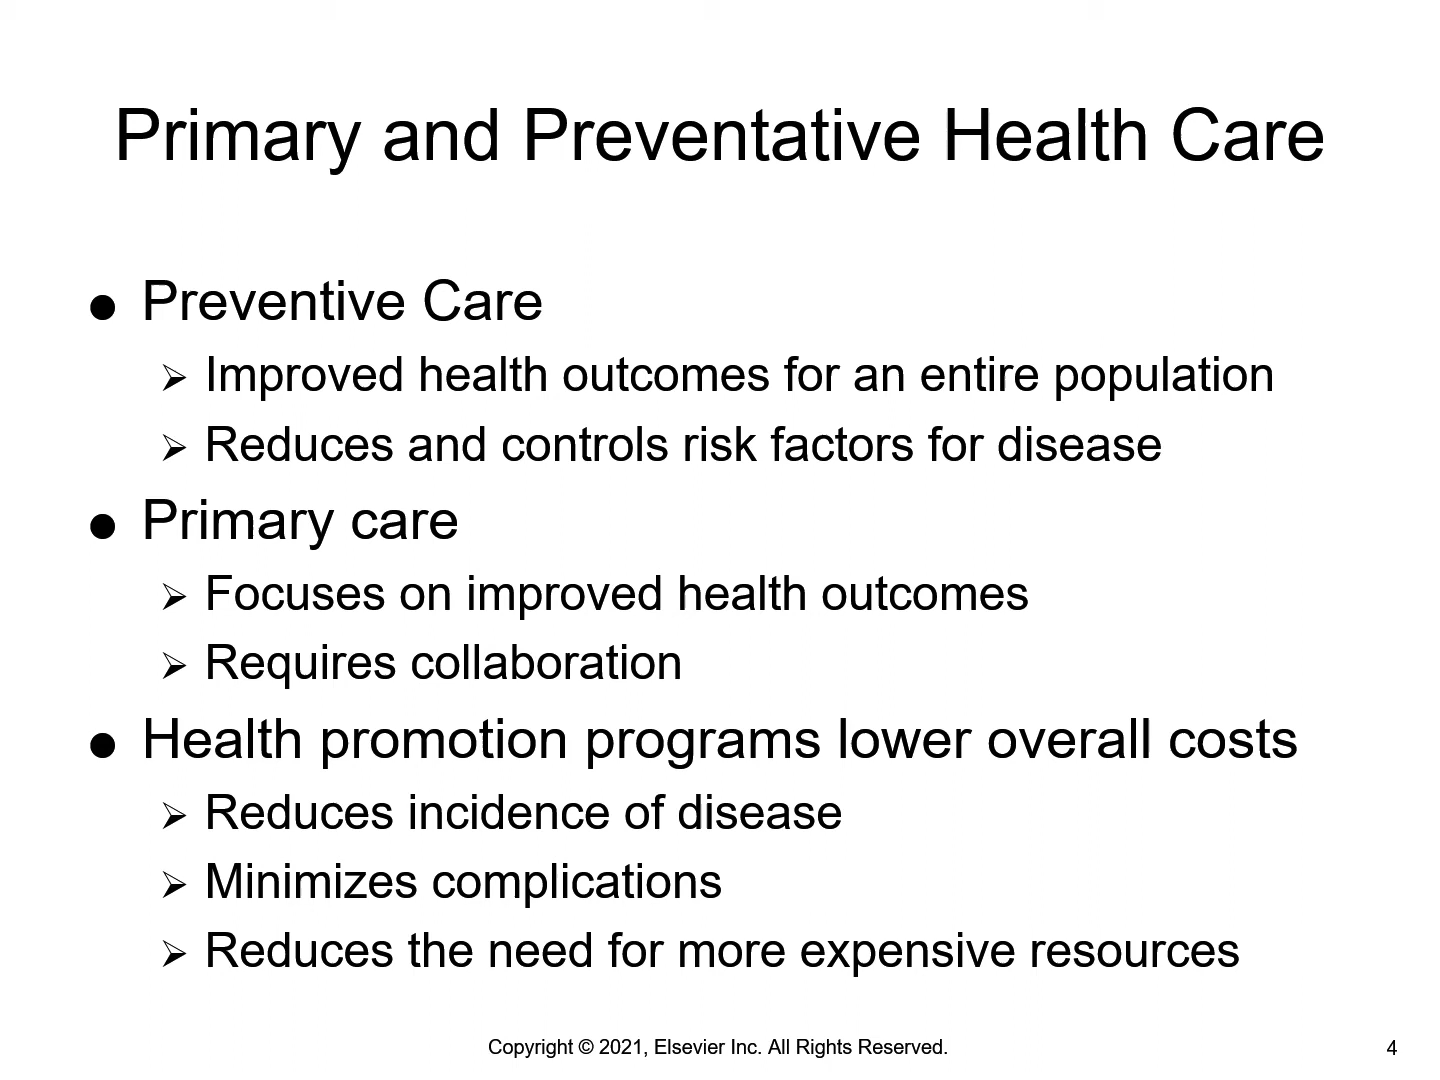 Primary and Preventative Health Care
● Preventive Care
➢ Improved health outcomes for an entire population
➢ Reduces and controls risk factors for disease
● Primary care
➢ Focuses on improved health outcomes
➢ Requires collaboration
● Health promotion programs lower overall costs
➢ Reduces incidence of disease
➢ Minimizes complications
➢ Reduces the need for more expensive resources
Copyright © 2021, Elsevier Inc. All Rights Reserved.
4